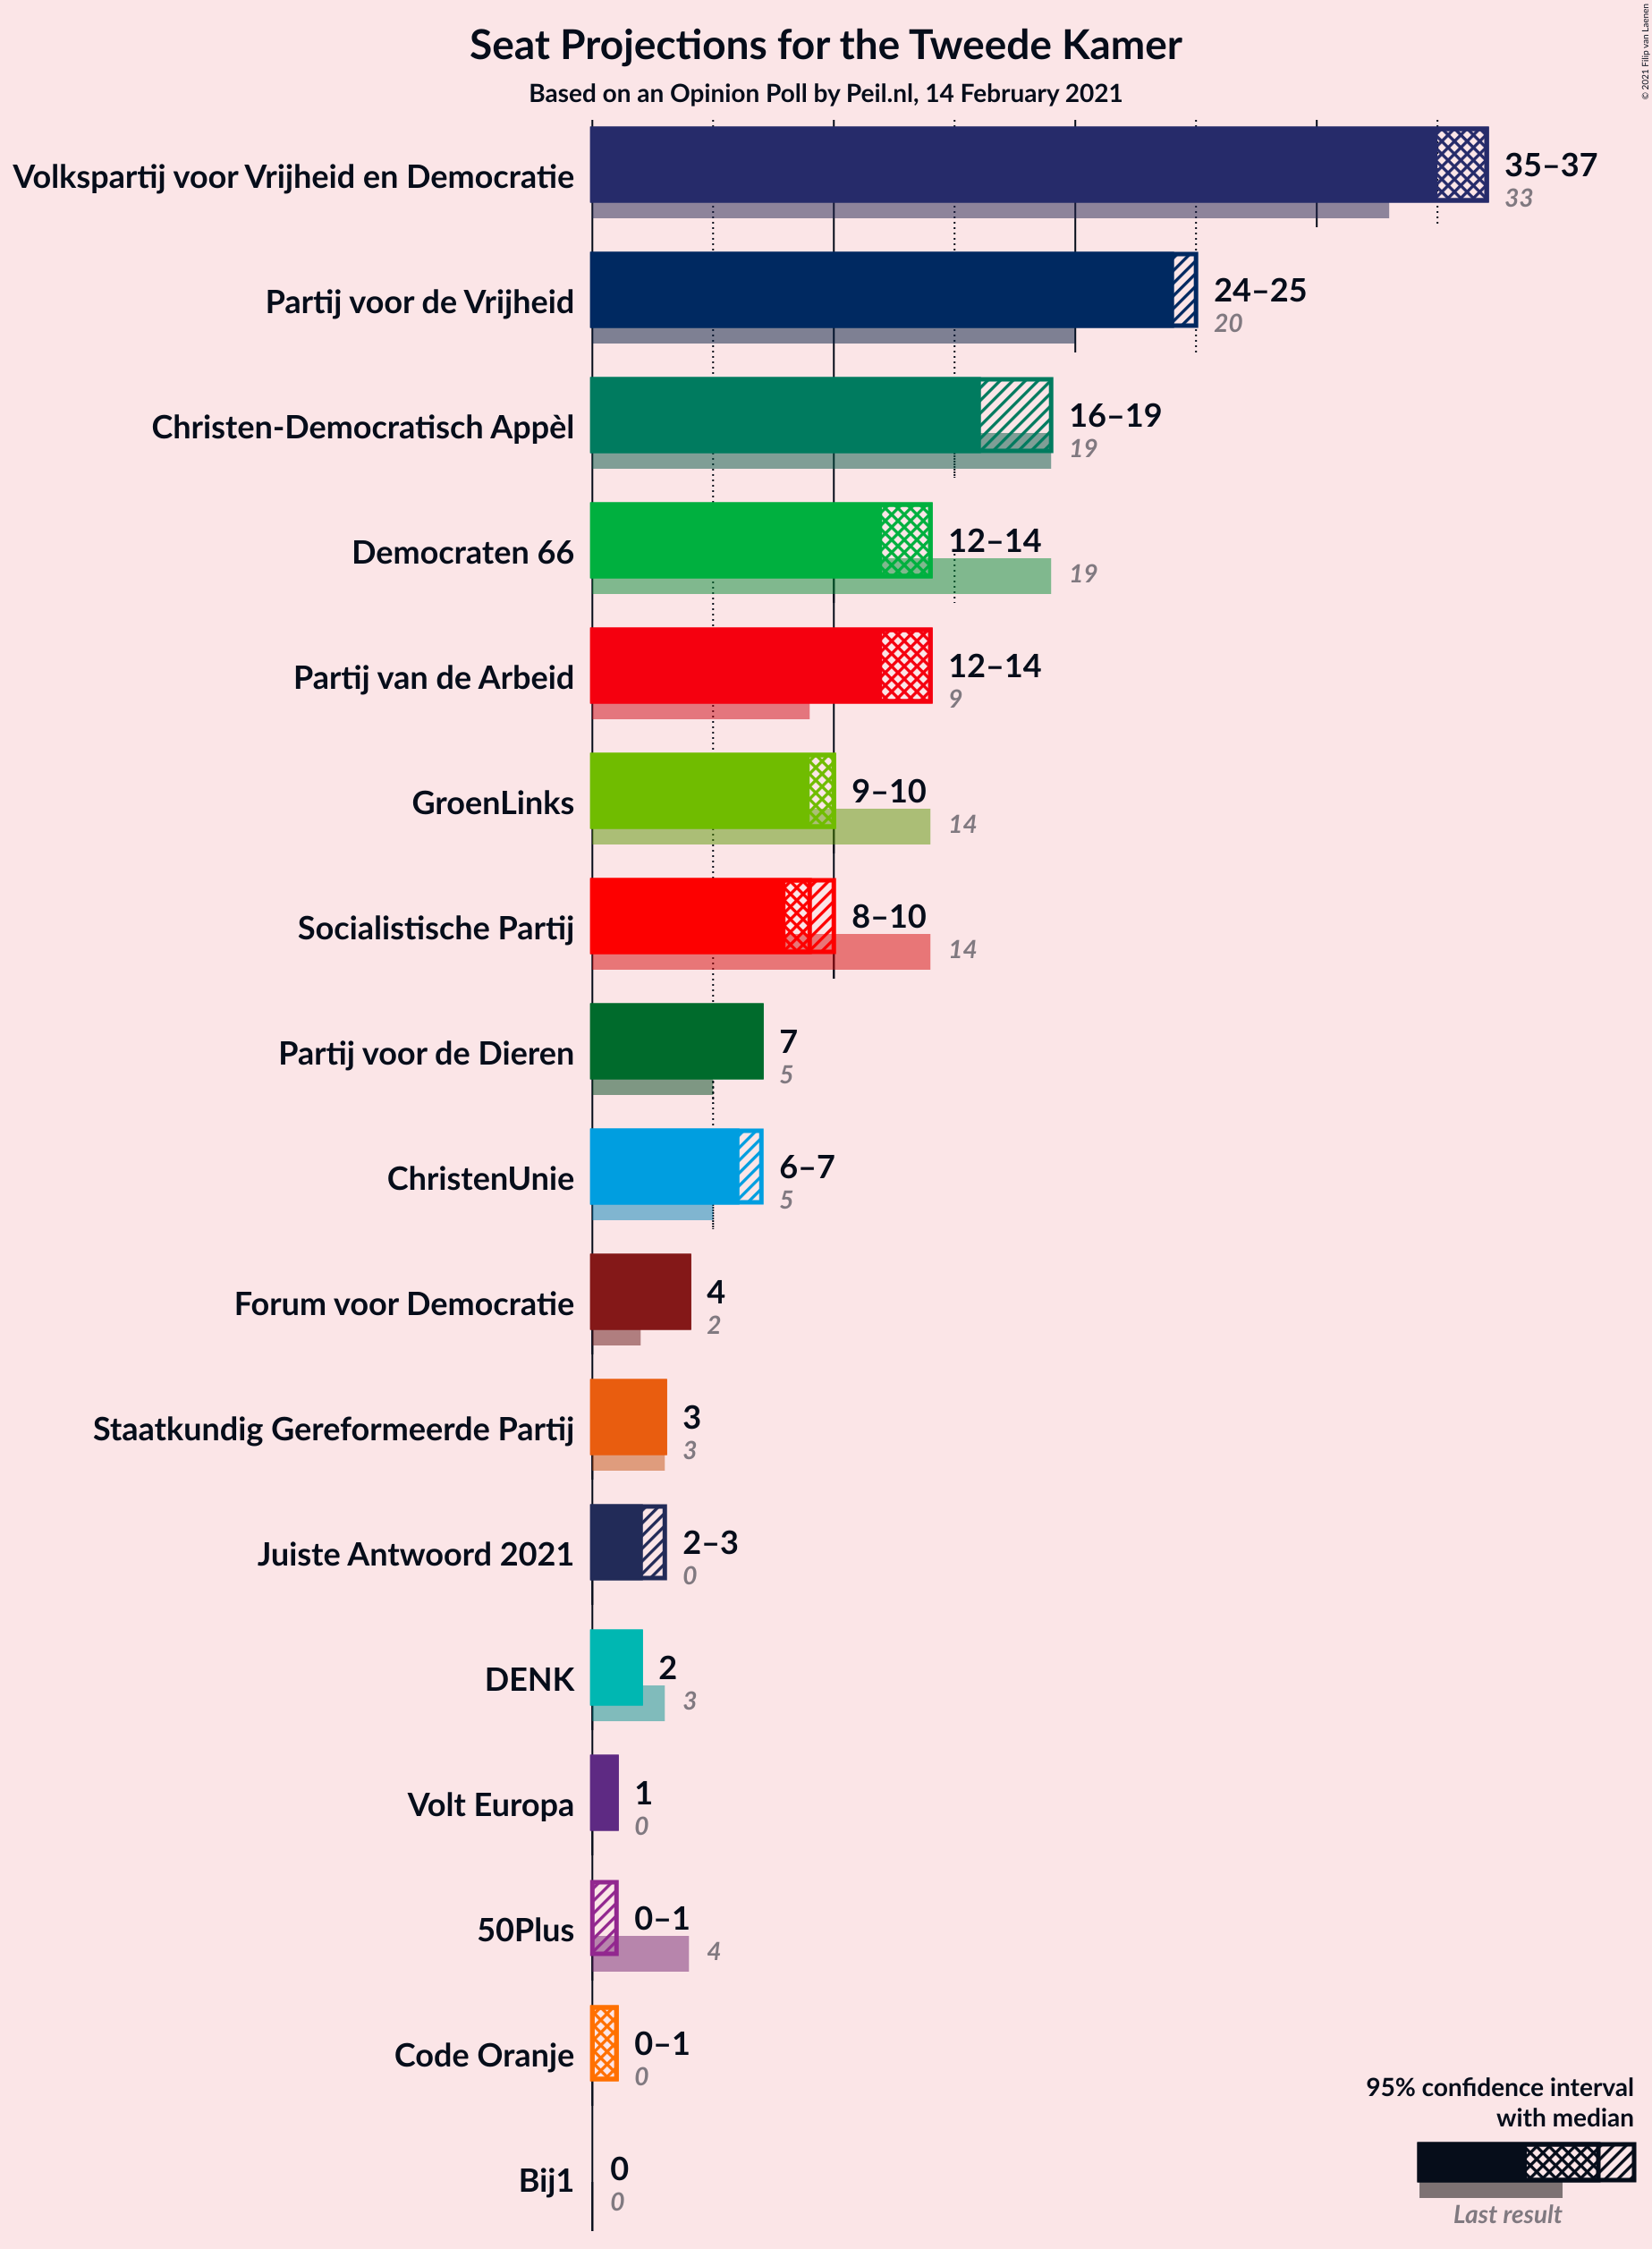 Seat Projections for the Tweede Kamer
Based on an Opinion Poll by Peil.nl, 14 February 2021
© 2021 Filip van Laenen
Volkspartij voor Vrijheid en Democratie
35–37
33
Partij voor de Vrijheid
24–25
20
Christen-Democratisch Appèl
16–19
19
Democraten 66
12–14
19
Partij van de Arbeid
12–14
9
GroenLinks
9–10
14
Socialistische Partij
8–10
14
Partij voor de Dieren
7
5
ChristenUnie
6–7
5
Forum voor Democratie
4
2
Staatkundig Gereformeerde Partij
3
3
Juiste Antwoord 2021
2–3
0
DENK
2
3
Volt Europa
1
0
50Plus
0–1
4
Code Oranje
0–1
0
Bij1
0
0
95% confidence interval
with median
Last result